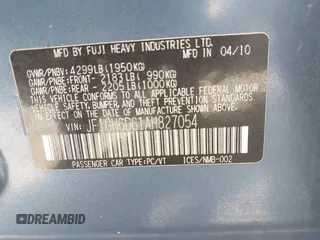 MFD BY FUJI HEAVY INDUSTRIES LTD.
MFD IN 04/10
GVWR/PNBV:4299LB(1950KG)
GAWR/PNBE:FRONT- 2183LB( 990KG)
GAWR/PNBE:REAR - 2205LB(1000KG)
THIS VEHICLE CONFORMS TO ALL APPLICABLE FEDERAL MOTOR
VEHICLE SAFETY, BUMPER, AND THEFT PREVENTION STANDARDS
IN EFFECT ON THE DATE OF MANUFACTURE SHOWN ABOVE.
VIN: JF1GH6D61AH827054
PASSENGER CAR TYPE:PC/VT
ICES/NMB-002
DREAMBID